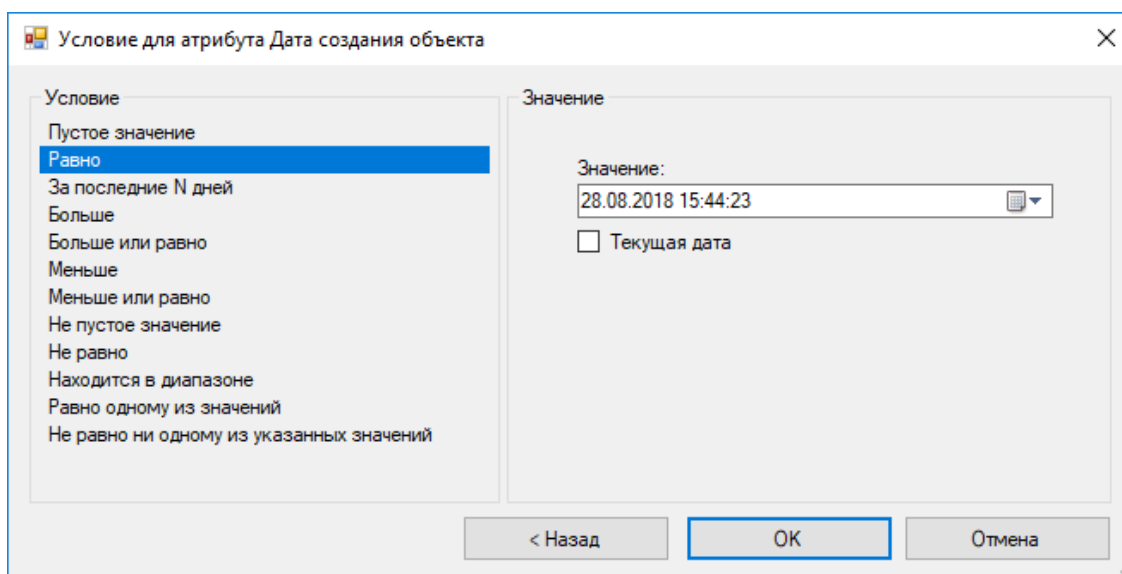 Условие для атрибута Дата создания объекта
Условие
Пустое значение
Равно
За последние N дней
Больше
Больше или равно
Меньше
Меньше или равно
Не пустое значение
Не равно
Находится в диапазоне
Равно одному из значений
Не равно ни одному из указанных значений
Значение
Значение:
28.08.2018 15:44:23
Текущая дата
< Назад
OK
Отмена